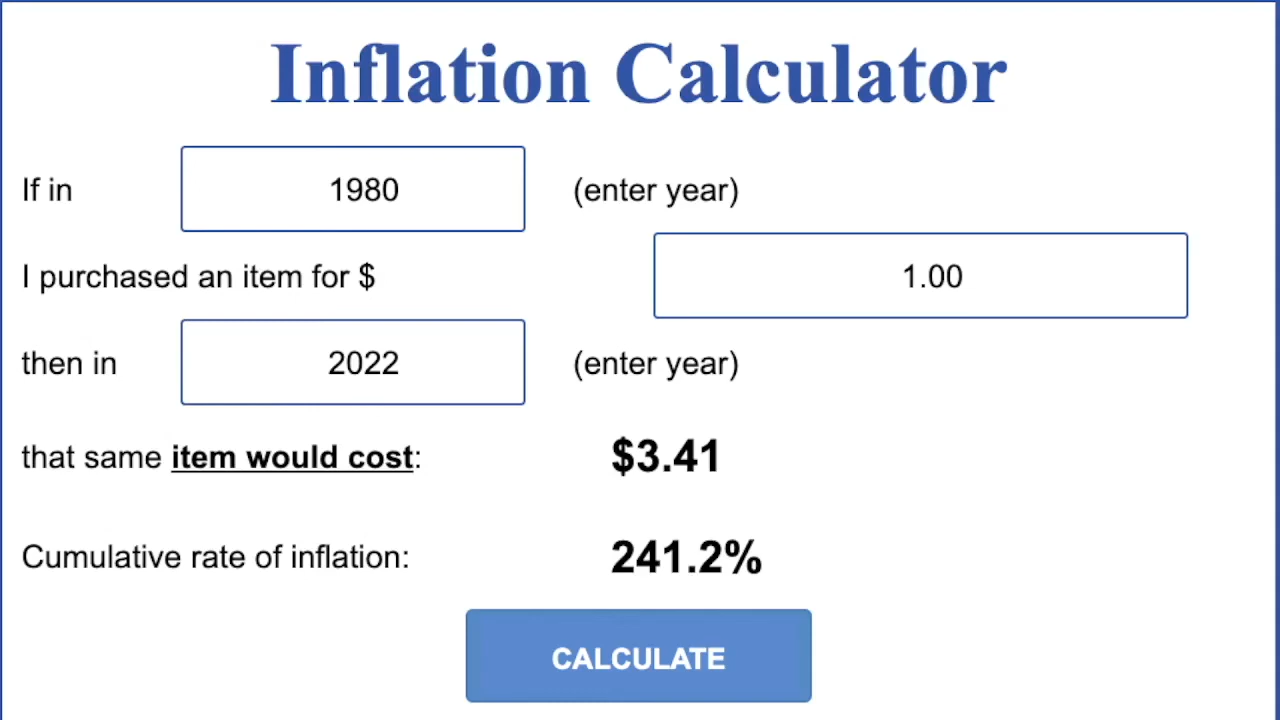 Inflation Calculator
If in 1980 (enter year)
I purchased an item for $ 1.00
then in 2022 (enter year)
that same item would cost: $3.41
Cumulative rate of inflation: 241.2%
CALCULATE